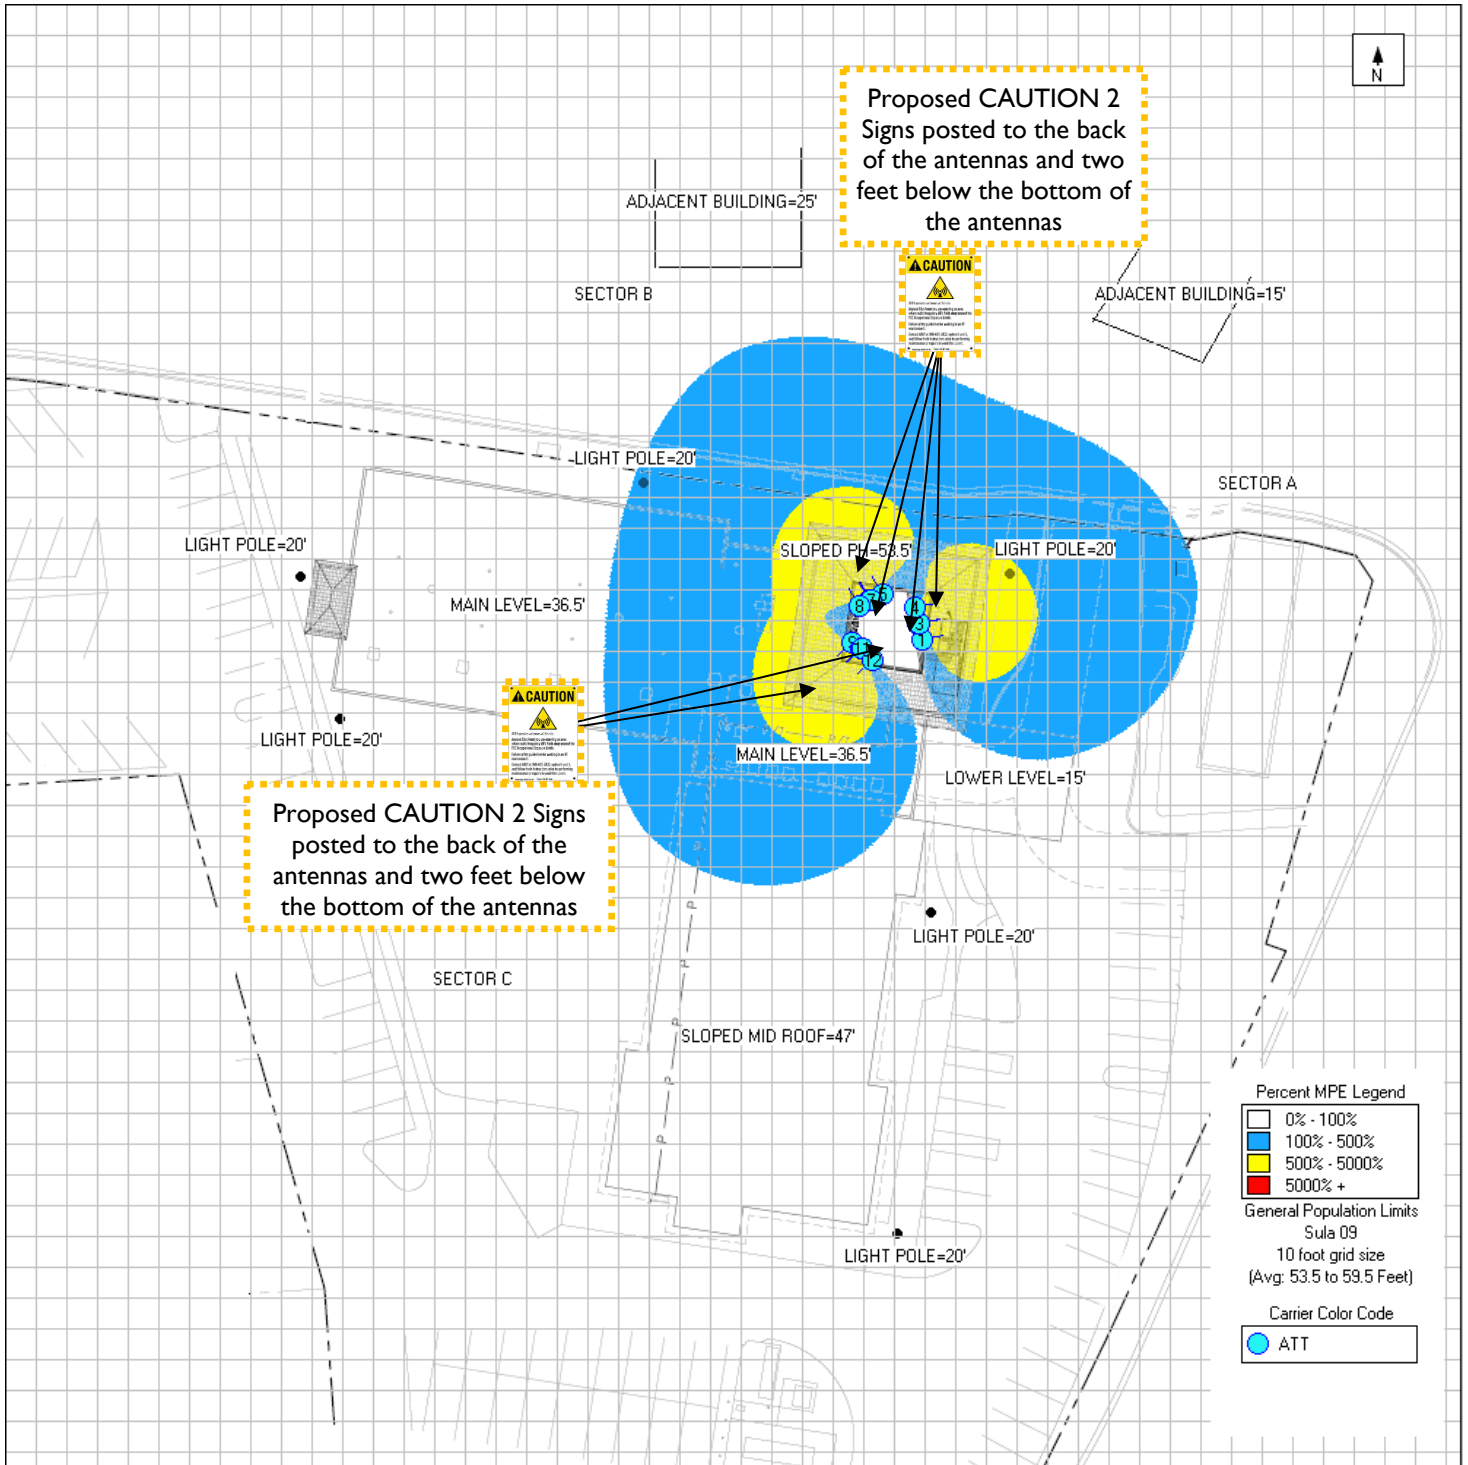 N
Proposed CAUTION 2
Signs posted to the back
of the antennas and two
feet below the bottom of
the antennas
ADJACENT BUILDING=25'
CAUTION
SECTOR B
ADJACENT BUILDING=15'
LIGHT POLE=20'
SECTOR A
LIGHT POLE=20'
SLOPED PH=53.5'
LIGHT POLE=20'
MAIN LEVEL=36.5'
8
4
3
1
12
CAUTION
LIGHT POLE=20'
MAIN LEVEL=36.5'
LOWER LEVEL=15'
Proposed CAUTION 2 Signs
posted to the back of the
antennas and two feet below
the bottom of the antennas
P
LIGHT POLE=20'
P
SECTOR C
P
SLOPED MID ROOF=47'
P
P
LIGHT POLE=20'
Percent MPE Legend
0% - 100%
100% - 500%
500% - 5000%
5000% +
General Population Limits
Sula 09
10 foot grid size
(Avg: 53.5 to 59.5 Feet)
Carrier Color Code
ATT